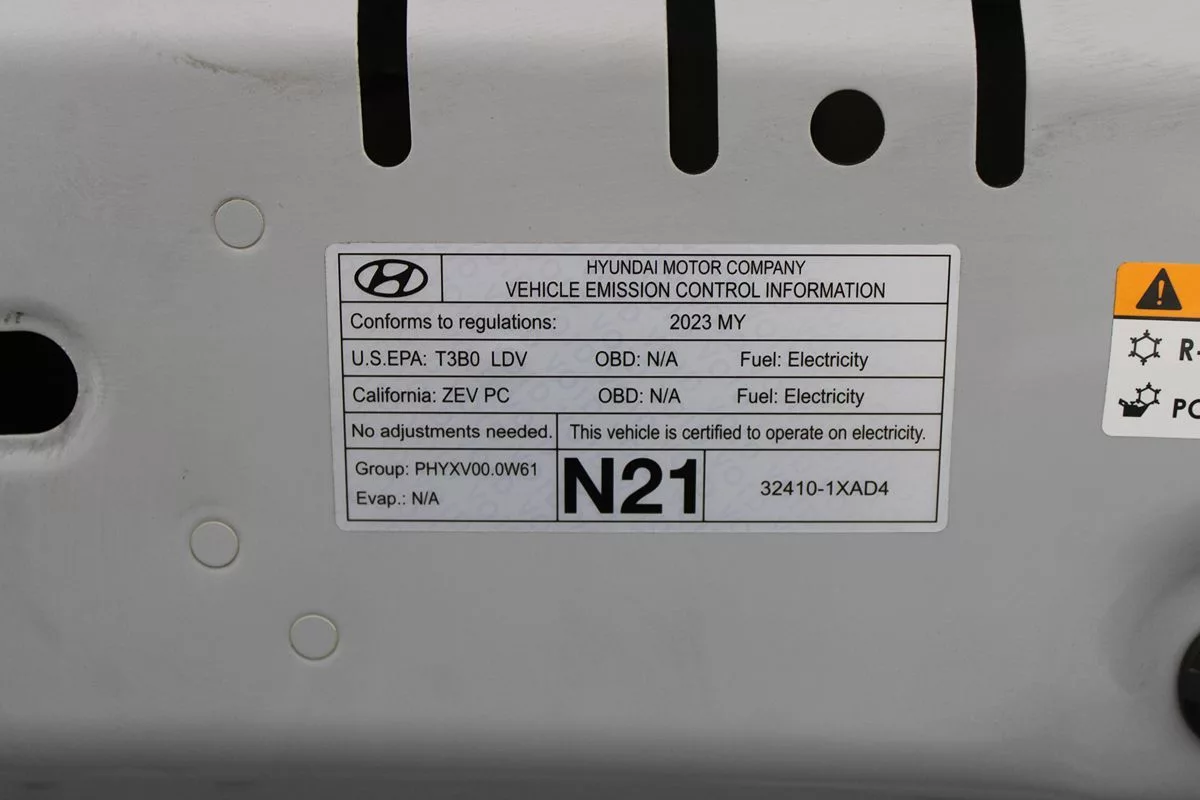 HYUNDAI MOTOR COMPANY
VEHICLE EMISSION CONTROL INFORMATION
Conforms to regulations: 2023 MY
U.S.EPA: T3B0 LDV OBD: N/A Fuel: Electricity
California: ZEV PC OBD: N/A Fuel: Electricity
No adjustments needed. This vehicle is certified to operate on electricity.
Group: PHYXV00.0W61
Evap.: N/A
N21
32410-1XAD4
R-
PO